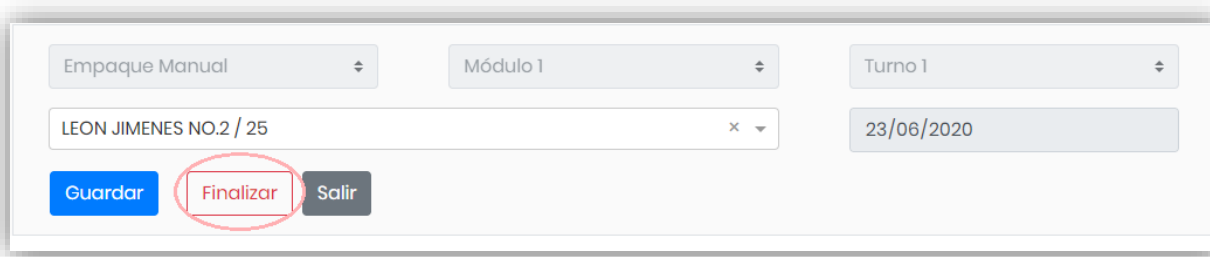 Empaque Manual Módulo 1 Turno 1
LEON JIMENES NO.2 / 25 × 23/06/2020
Guardar Finalizar Salir